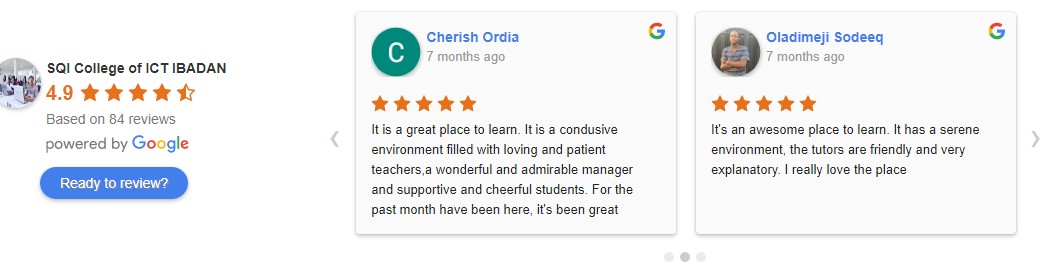 SQI College of ICT IBADAN
4.9
Based on 84 reviews
powered by Google
Ready to review?
C
Cherish Ordia
7 months ago
It is a great place to learn. It is a condusive
environment filled with loving and patient
teachers,a wonderful and admirable manager
and supportive and cheerful students. For the
past month have been here, it's been great
Oladimeji Sodeeq
7 months ago
It's an awesome place to learn. It has a serene
environment, the tutors are friendly and very
explanatory. I really love the place